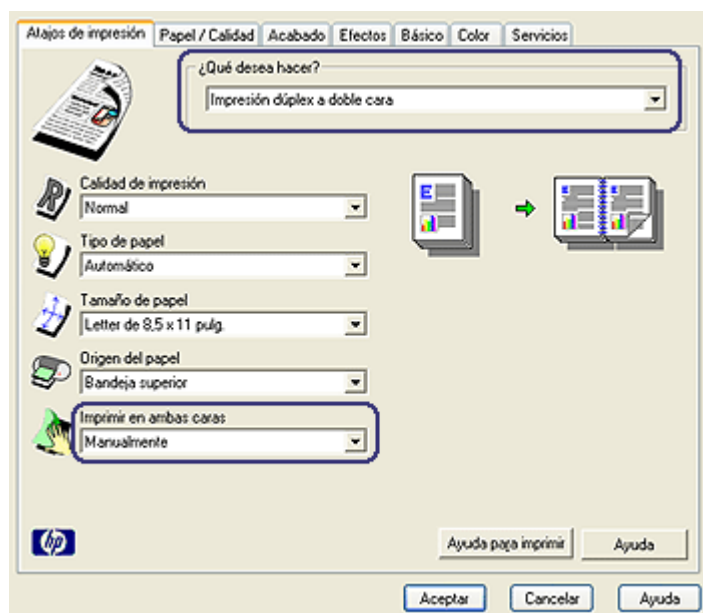 Atajos de impresión Papel / Calidad Acabado Efectos Básico Color Servicios
¿Qué desea hacer?
Impresión dúplex a doble cara
Calidad de impresión
Normal
Tipo de papel
Automático
Tamaño de papel
Letter de 8,5 x 11 pulg.
Origen del papel
Bandeja superior
Imprimir en ambas caras
Manualmente
hp
Ayuda para imprimir Ayuda
Aceptar Cancelar Ayuda